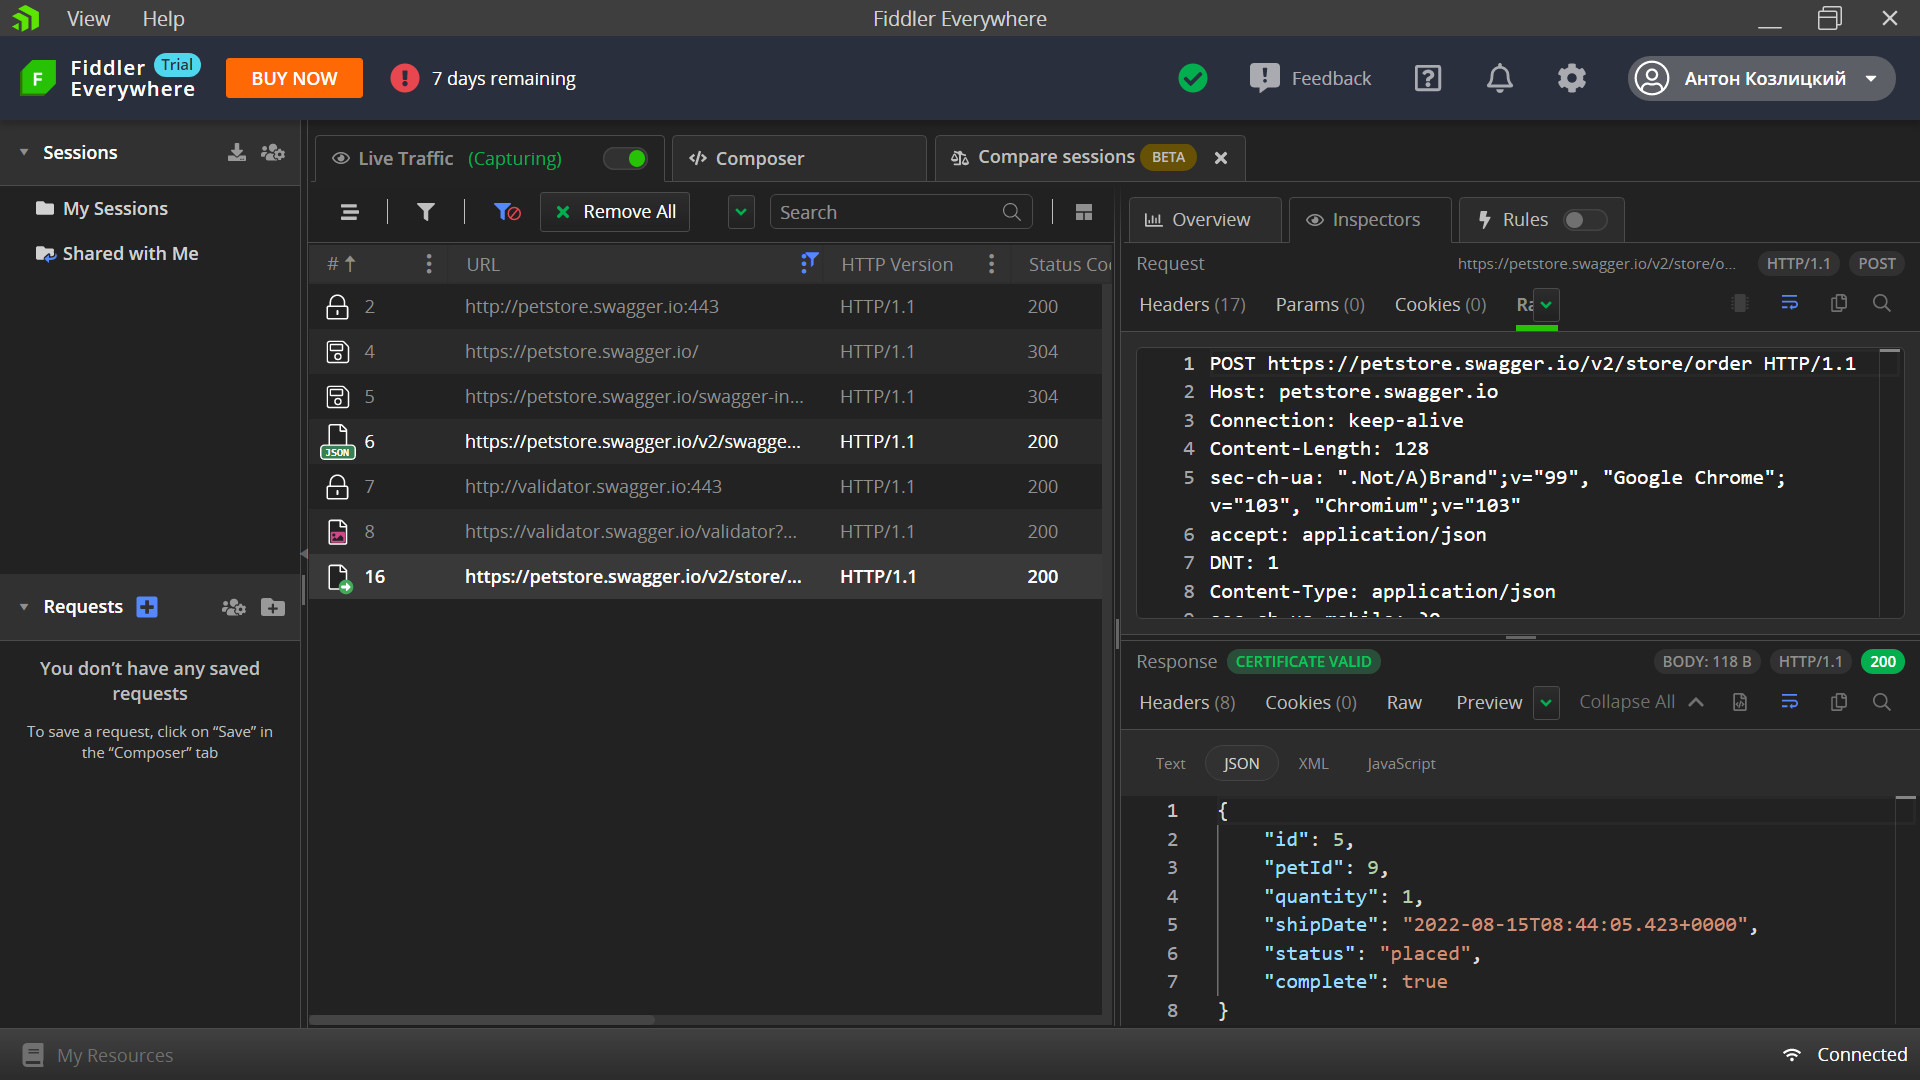 View Help
Fiddler Everywhere
F
Fiddler Trial
Everywhere
BUY NOW
! 7 days remaining
Feedback
Антон Козлицкий
Sessions
My Sessions
Shared with Me
Requests
You don’t have any saved
requests
To save a request, click on “Save” in
the “Composer” tab
Live Traffic (Capturing)
Composer
Compare sessions BETA
Remove All
Search
# URL HTTP Version Status Co
2 http://petstore.swagger.io:443 HTTP/1.1 200
4 https://petstore.swagger.io/ HTTP/1.1 304
5 https://petstore.swagger.io/swagger-in... HTTP/1.1 304
JSON 6 https://petstore.swagger.io/v2/swagge... HTTP/1.1 200
7 http://validator.swagger.io:443 HTTP/1.1 200
8 https://validator.swagger.io/validator?... HTTP/1.1 200
16 https://petstore.swagger.io/v2/store/... HTTP/1.1 200
Overview
Inspectors
Rules
Request https://petstore.swagger.io/v2/store/o... HTTP/1.1 POST
Headers (17) Params (0) Cookies (0) Ra
1 POST https://petstore.swagger.io/v2/store/order HTTP/1.1
2 Host: petstore.swagger.io
3 Connection: keep-alive
4 Content-Length: 128
5 sec-ch-ua: ".Not/A)Brand";v="99", "Google Chrome";
v="103", "Chromium";v="103"
6 accept: application/json
7 DNT: 1
8 Content-Type: application/json
Response CERTIFICATE VALID BODY: 118 B HTTP/1.1 200
Headers (8) Cookies (0) Raw Preview Collapse All
Text JSON XML JavaScript
1 {
2 "id": 5,
3 "petId": 9,
4 "quantity": 1,
5 "shipDate": "2022-08-15T08:44:05.423+0000",
6 "status": "placed",
7 "complete": true
8 }
My Resources
Connected